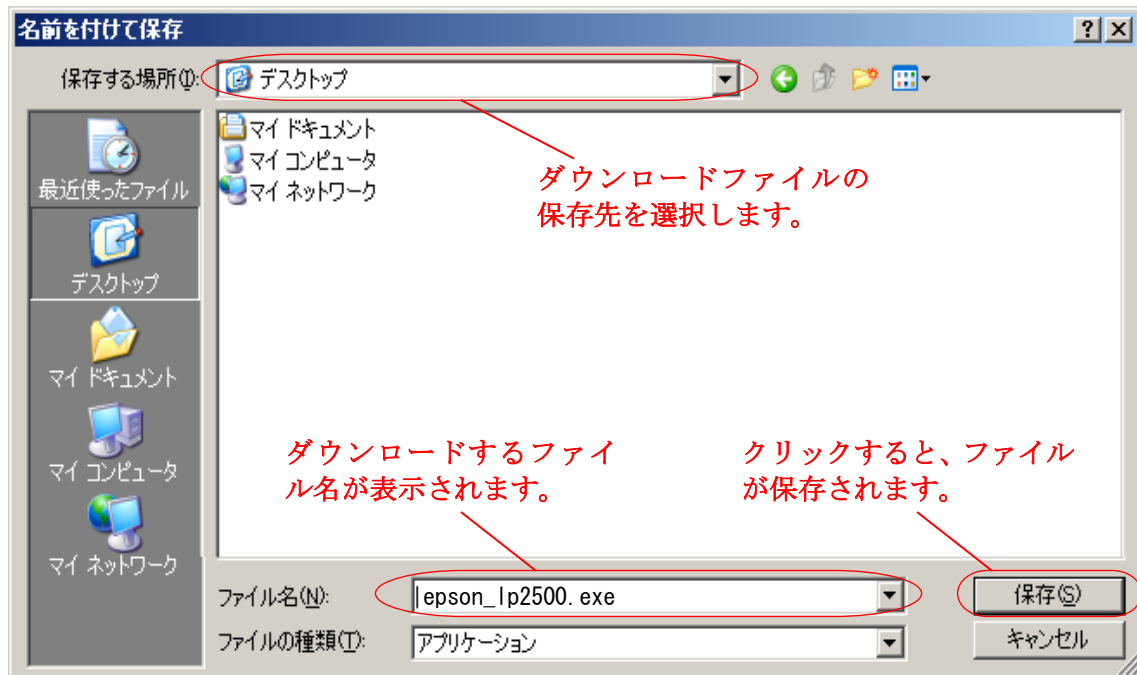 名前を付けて保存
保存する場所(I):
デスクトップ
マイ ドキュメント
マイ コンピュータ
マイ ネットワーク
最近使ったファイル
デスクトップ
マイ ドキュメント
マイ コンピュータ
マイ ネットワーク
ダウンロードファイルの
保存先を選択します。
ダウンロードするファイ
ル名が表示されます。
クリックすると、ファイル
が保存されます。
ファイル名(N):
epson_lp2500.exe
保存(S)
ファイルの種類(T):
アプリケーション
キャンセル